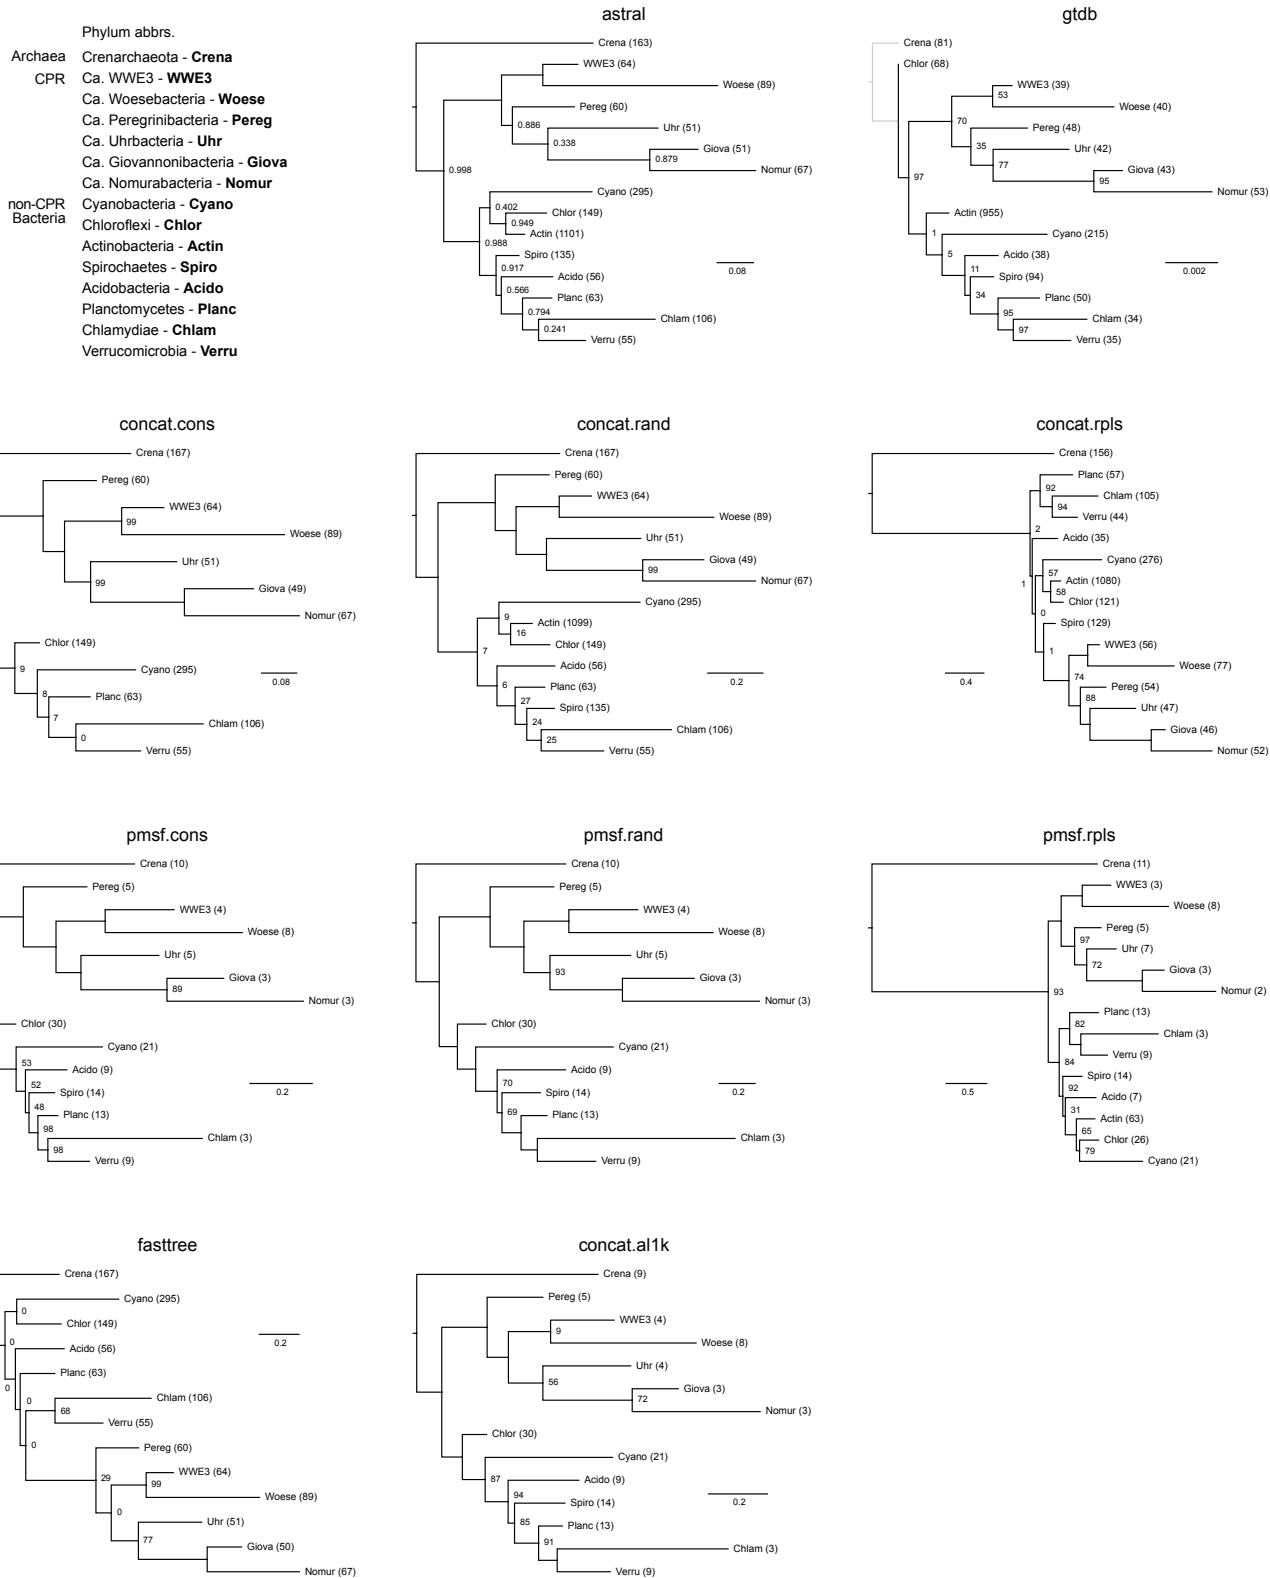 Phylum abbrs.
Archaea Crenarchaeota - Crena
CPR Ca. WWE3 - WWE3
Ca. Woesebacteria - Woese
Ca. Peregrinibacteria - Pereg
Ca. Uhrbacteria - Uhr
Ca. Giovannonibacteria - Giova
Ca. Nomurabacteria - Nomur
non-CPR Bacteria Cyanobacteria - Cyano
Chloroflexi - Chlor
Actinobacteria - Actin
Spirochaetes - Spiro
Acidobacteria - Acido
Planctomycetes - Planc
Chlamydiae - Chlam
Verrucomicrobia - Verru
astral
Crena (163)
WWE3 (64)
Woese (89)
Pereg (60)
0.886
Uhr (51)
0.338
Giova (51)
0.879
Nomur (67)
0.998
Cyano (295)
0.402
Chlor (149)
0.949
Actin (1101)
0.988
Spiro (135)
0.917
Acido (56)
0.566
Planc (63)
0.794
Chlam (106)
0.241
Verru (55)
0.08
gtdb
Crena (81)
Chlor (68)
WWE3 (39)
53
Woese (40)
70
Pereg (48)
35
Uhr (42)
77
Giova (43)
95
Nomur (53)
97
Actin (955)
1
Cyano (215)
5
Acido (38)
11
Spiro (94)
34
Planc (50)
95
Chlam (34)
97
Verru (35)
0.002
concat.cons
Crena (167)
Pereg (60)
WWE3 (64)
99
Woese (89)
Uhr (51)
99
Giova (49)
Nomur (67)
Chlor (149)
9
Cyano (295)
8
Planc (63)
7
Chlam (106)
0
Verru (55)
0.08
concat.rand
Crena (167)
Pereg (60)
WWE3 (64)
Woese (89)
Uhr (51)
Giova (49)
99
Nomur (67)
Cyano (295)
9
Actin (1099)
16
Chlor (149)
7
Acido (56)
6
Planc (63)
27
Spiro (135)
24
Chlam (106)
25
Verru (55)
0.2
concat.rpls
Crena (156)
Planc (57)
92
Chlam (105)
94
Verru (44)
2
Acido (35)
Cyano (276)
57
Actin (1080)
1
58
Chlor (121)
0
Spiro (129)
WWE3 (56)
1
Woese (77)
74
Pereg (54)
88
Uhr (47)
Giova (46)
Nomur (52)
0.4
pmsf.cons
Crena (10)
Pereg (5)
WWE3 (4)
Woese (8)
Uhr (5)
Giova (3)
89
Nomur (3)
Chlor (30)
Cyano (21)
53
Acido (9)
52
Spiro (14)
48
Planc (13)
98
Chlam (3)
98
Verru (9)
0.2
pmsf.rand
Crena (10)
Pereg (5)
WWE3 (4)
Woese (8)
Uhr (5)
93
Giova (3)
Nomur (3)
Chlor (30)
Cyano (21)
Acido (9)
70
Spiro (14)
69
Planc (13)
Chlam (3)
Verru (9)
0.2
pmsf.rpls
Crena (11)
WWE3 (3)
Woese (8)
Pereg (5)
97
Uhr (7)
72
Giova (3)
Nomur (2)
93
Planc (13)
82
Chlam (3)
Verru (9)
84
Spiro (14)
92
Acido (7)
31
Actin (63)
65
Chlor (26)
79
Cyano (21)
0.5
fasttree
Crena (167)
Cyano (295)
0
Chlor (149)
0
Acido (56)
Planc (63)
0
Chlam (106)
0
68
Verru (55)
0
Pereg (60)
WWE3 (64)
29
99
Woese (89)
0
Uhr (51)
77
Giova (50)
Nomur (67)
0.2
concat.al1k
Crena (9)
Pereg (5)
WWE3 (4)
9
Woese (8)
Uhr (4)
56
Giova (3)
72
Nomur (3)
Chlor (30)
Cyano (21)
87
Acido (9)
94
Spiro (14)
85
Planc (13)
91
Chlam (3)
Verru (9)
0.2